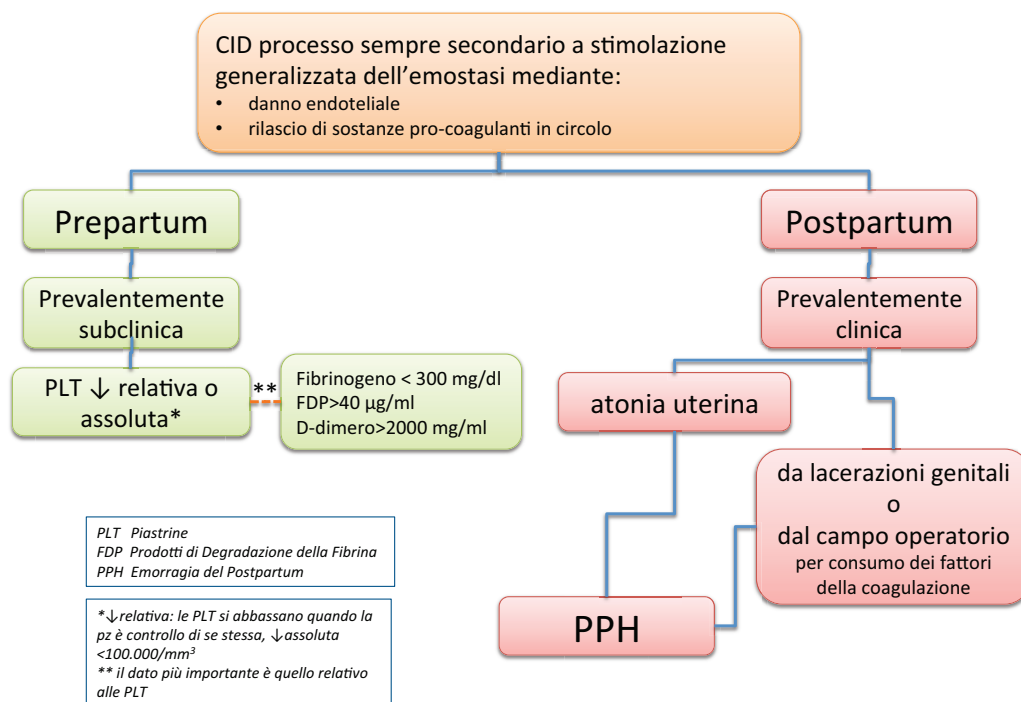 CID processo sempre secondario a stimolazione
generalizzata dell'emostasi mediante:
• danno endoteliale
• rilascio di sostanze pro-coagulanti in circolo
Prepartum
Postpartum
Prevalentemente
subclinica
Prevalentemente
clinica
PLT ↓ relativa o
assoluta*
**
Fibrinogeno < 300 mg/dl
FDP>40 µg/ml
D-dimero>2000 mg/ml
atonia uterina
da lacerazioni genitali
o
dal campo operatorio
per consumo dei fattori
della coagulazione
PPH
PLT Piastrine
FDP Prodotti di Degradazione della Fibrina
PPH Emorragia del Postpartum
*↓relativa: le PLT si abbassano quando la
pz è controllo di se stessa, ↓assoluta
<100.000/mm³
** il dato più importante è quello relativo
alle PLT